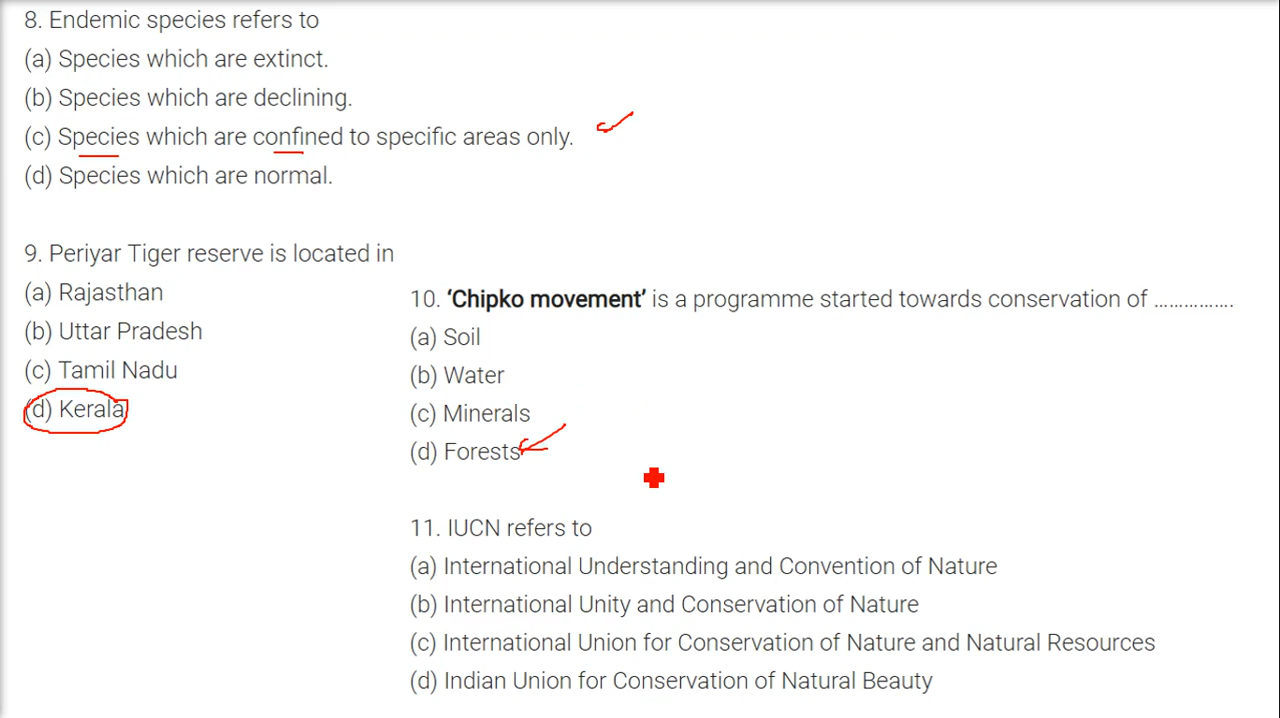 8. Endemic species refers to
(a) Species which are extinct.
(b) Species which are declining.
(c) Species which are confined to specific areas only.
(d) Species which are normal.
9. Periyar Tiger reserve is located in
(a) Rajasthan
(b) Uttar Pradesh
(c) Tamil Nadu
(d) Kerala
10. ‘Chipko movement’ is a programme started towards conservation of …………….
(a) Soil
(b) Water
(c) Minerals
(d) Forests
11. IUCN refers to
(a) International Understanding and Convention of Nature
(b) International Unity and Conservation of Nature
(c) International Union for Conservation of Nature and Natural Resources
(d) Indian Union for Conservation of Natural Beauty